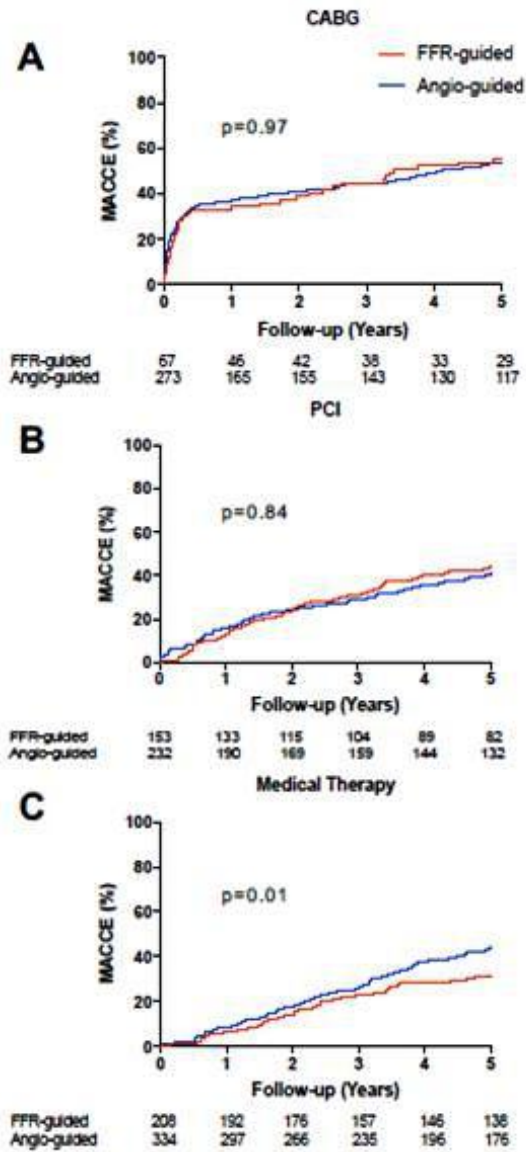 CABG
A
FFR-guided
Angio-guided
p=0.97
MACCE (%)
100
80
60
40
20
0
0 1 2 3 4 5
Follow-up (Years)
FFR-guided 67 46 42 38 33 29
Angio-guided 273 165 155 143 130 117
PCI
B
p=0.84
MACCE (%)
100
80
60
40
20
0
0 1 2 3 4 5
Follow-up (Years)
FFR-guided 153 133 115 104 89 82
Angio-guided 232 190 169 159 144 132
Medical Therapy
C
p=0.01
MACCE (%)
100
80
60
40
20
0
0 1 2 3 4 5
Follow-up (Years)
FFR-guided 208 192 176 157 146 136
Angio-guided 334 297 266 235 196 176